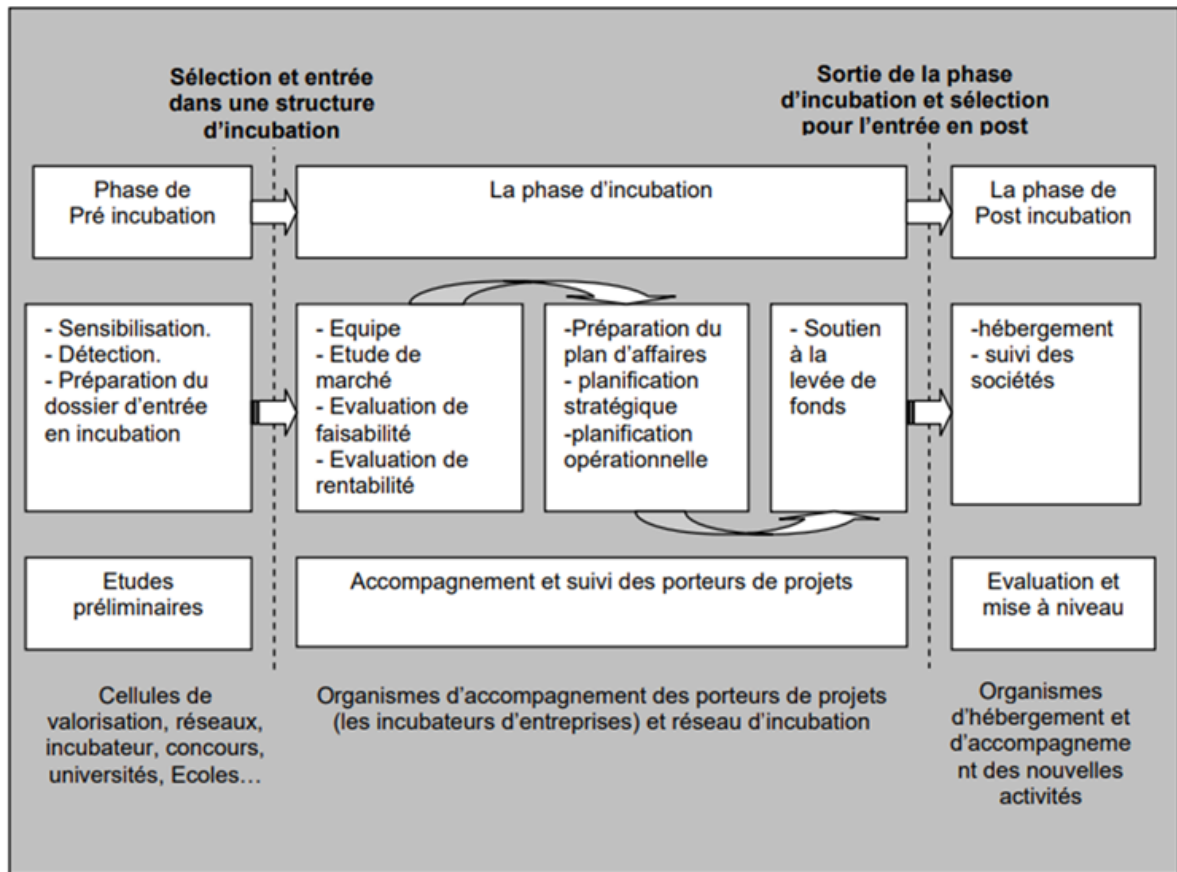 Sélection et entrée
dans une structure
d'incubation
Sortie de la phase
d'incubation et sélection
pour l'entrée en post
Phase de
Pré incubation
La phase d'incubation
La phase de
Post incubation
- Sensibilisation.
- Détection.
- Préparation du
dossier d'entrée
en incubation
- Equipe
- Etude de
marché
- Evaluation de
faisabilité
- Evaluation de
rentabilité
-Préparation du
plan d'affaires
- planification
stratégique
-planification
opérationnelle
- Soutien
à la
levée de
fonds
-hébergement
- suivi des
sociétés
Etudes
préliminaires
Accompagnement et suivi des porteurs de projets
Evaluation et
mise à niveau
Cellules de
valorisation, réseaux,
incubateur, concours,
universités, Ecoles…
Organismes d'accompagnement des porteurs de projets
(les incubateurs d'entreprises) et réseau d'incubation
Organismes
d'hébergement et
d'accompagneme
nt des nouvelles
activités